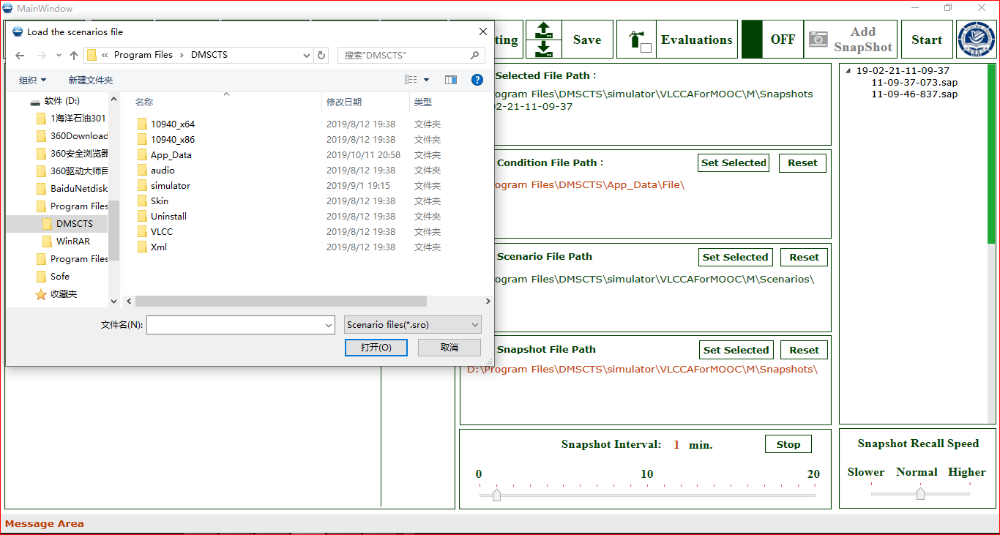 MainWindow
Load the scenarios file
« Program Files › DMSCTS
搜索"DMSCTS"
组织
新建文件夹
软件 (D:)
1海洋石油301
360Download
360安全浏览器
360驱动大师目
BaiduNetdisk
Program Files
DMSCTS
WinRAR
Program Files
Sofe
收藏夹
名称 修改日期 类型
10940_x64 2019/8/12 19:38 文件夹
10940_x86 2019/8/12 19:38 文件夹
App_Data 2019/10/11 20:58 文件夹
audio 2019/8/12 19:38 文件夹
simulator 2019/9/1 19:15 文件夹
Skin 2019/8/12 19:38 文件夹
Uninstall 2019/8/12 19:38 文件夹
VLCC 2019/8/12 19:38 文件夹
Xml 2019/8/12 19:38 文件夹
文件名(N):
Scenario files(*.sro)
打开(O)
取消
ting
Save
Evaluations
OFF
Add
SnapShot
Start
Selected File Path :
ogram Files\DMSCTS\simulator\VLCCAForMOOC\M\Snapshots
02-21-11-09-37
Condition File Path :
Set Selected
Reset
ogram Files\DMSCTS\App_Data\File\
Scenario File Path
Set Selected
Reset
ogram Files\DMSCTS\simulator\VLCCAForMOOC\M\Scenarios\
Snapshot File Path
Set Selected
Reset
D:\Program Files\DMSCTS\simulator\VLCCAForMOOC\M\Snapshots\
Snapshot Interval: 1 min.
Stop
0 10 20
19-02-21-11-09-37
11-09-37-073.sap
11-09-46-837.sap
Snapshot Recall Speed
Slower Normal Higher
Message Area